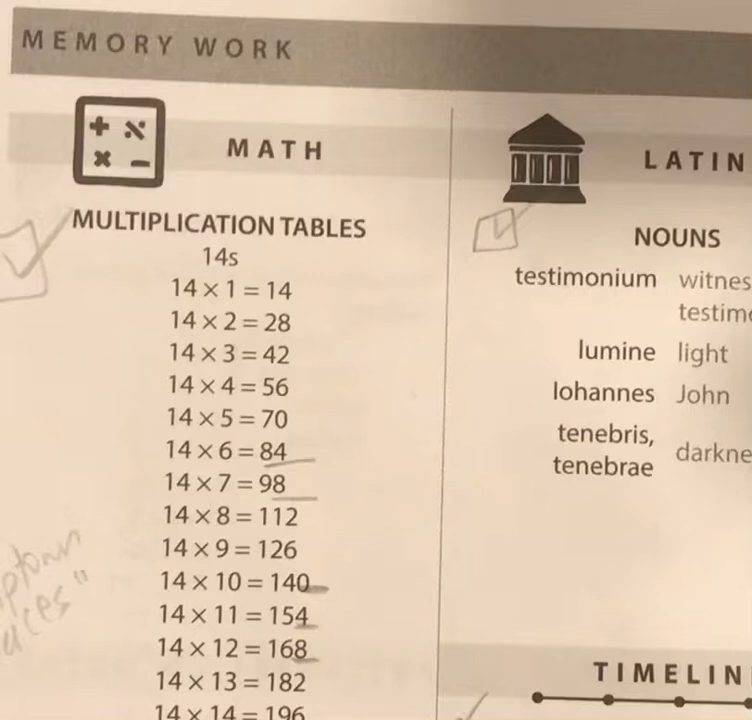 MEMORY WORK
MATH
MULTIPLICATION TABLES
14s
14 × 1 = 14
14 × 2 = 28
14 × 3 = 42
14 × 4 = 56
14 × 5 = 70
14 × 6 = 84
14 × 7 = 98
14 × 8 = 112
14 × 9 = 126
14 × 10 = 140
14 × 11 = 154
14 × 12 = 168
14 × 13 = 182
14 × 14 = 196
LATIN
NOUNS
testimonium
lumine light
Iohannes John
tenebris,
tenebrae